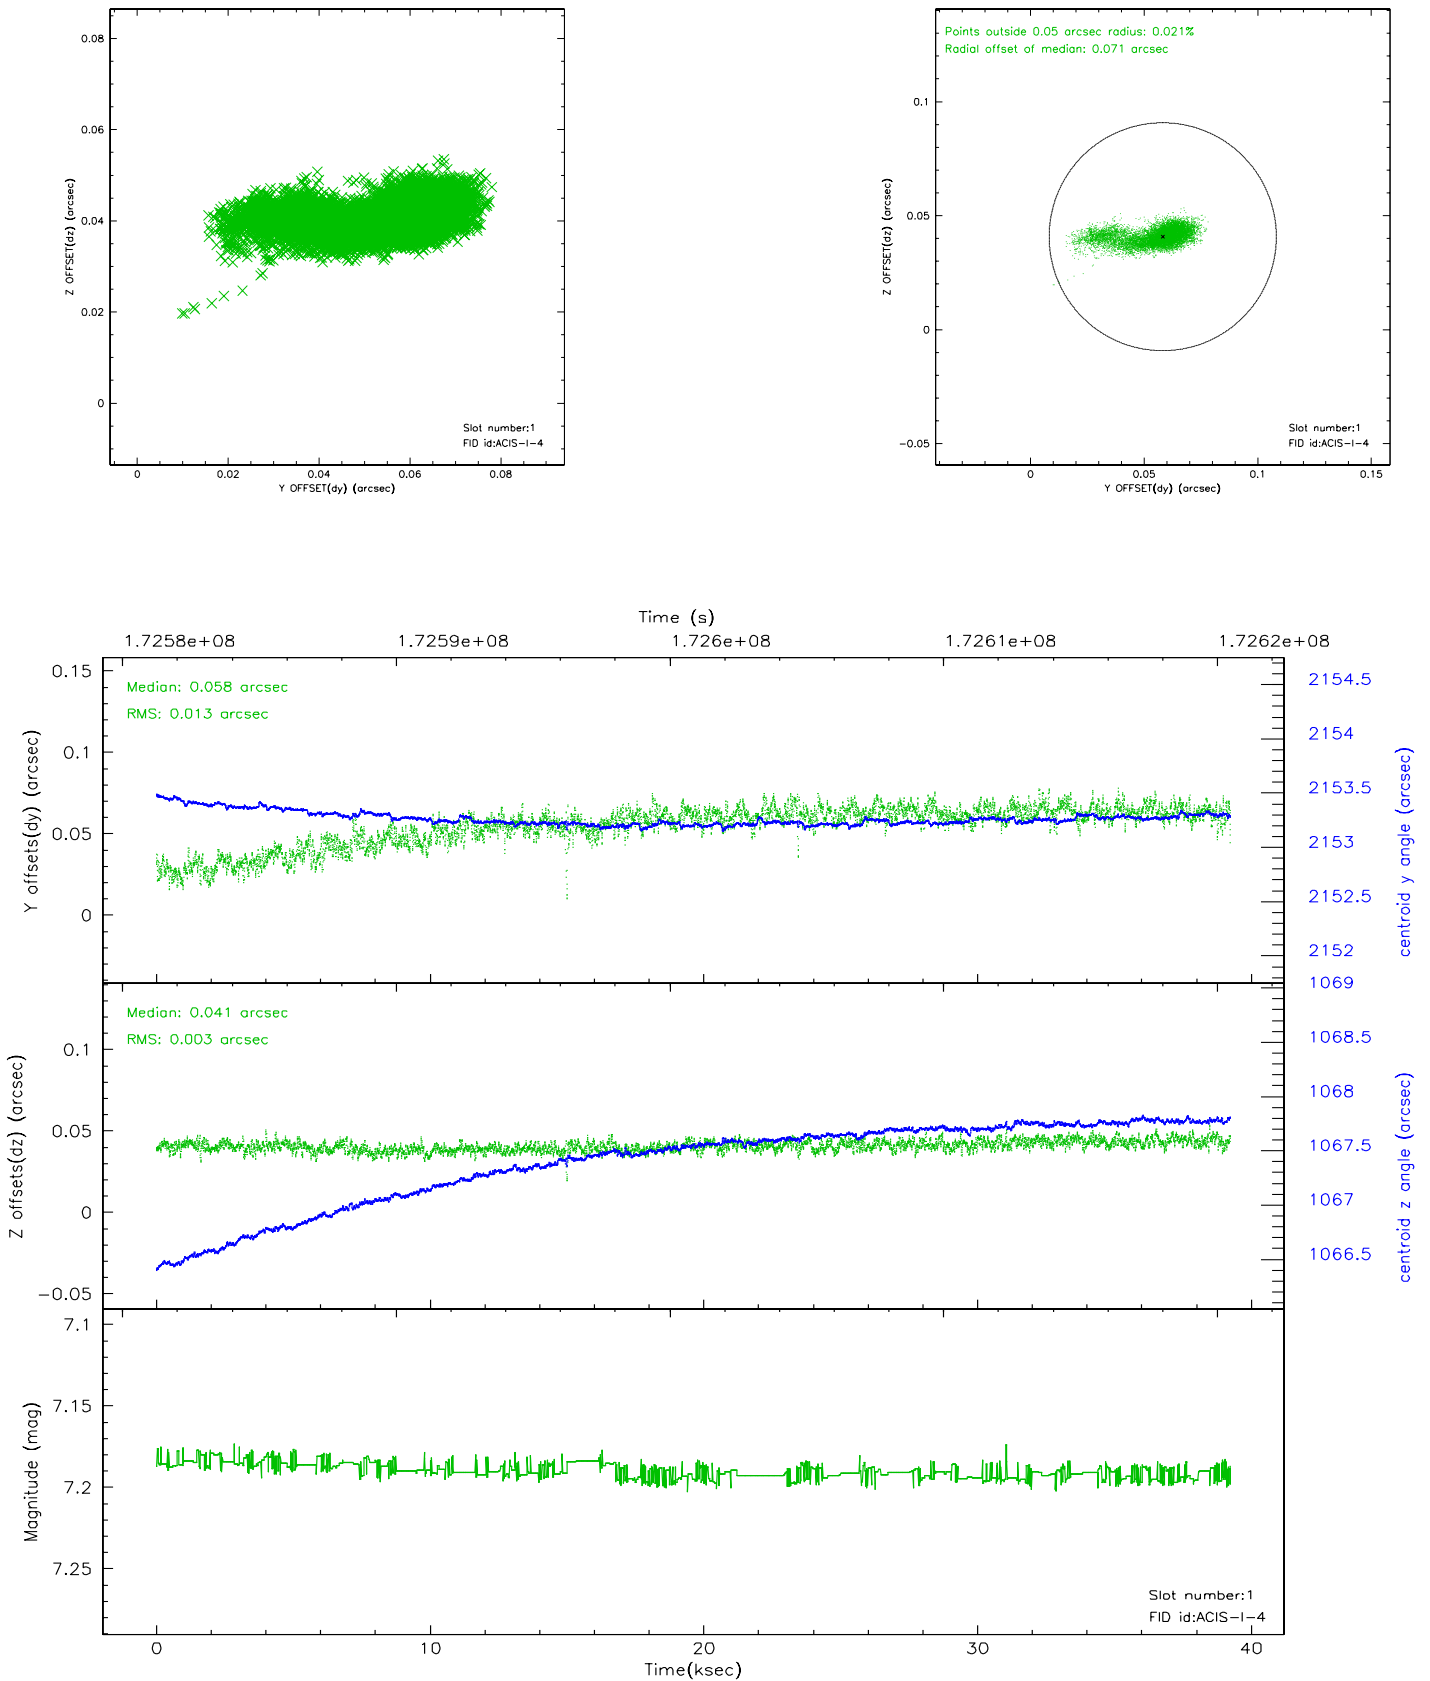 0.08
0.06
0.04
0.02
0
Z OFFSET(dz) (arcsec)
Slot number:1
FID id:ACIS-I-4
0 0.02 0.04 0.06 0.08
Y OFFSET(dy) (arcsec)
Points outside 0.05 arcsec radius: 0.021%
Radial offset of median: 0.071 arcsec
0.1
0.05
0
-0.05
Z OFFSET(dz) (arcsec)
Slot number:1
FID id:ACIS-I-4
0 0.05 0.1 0.15
Y OFFSET(dy) (arcsec)
Time (s)
1.7258e+08 1.7259e+08 1.726e+08 1.7261e+08 1.7262e+08
0.15
0.1
0.05
0
Y offsets(dy) (arcsec)
Median: 0.058 arcsec
RMS: 0.013 arcsec
2154.5
2154
2153.5
2153
2152.5
2152
centroid y angle (arcsec)
0.1
0.05
0
-0.05
Z offsets(dz) (arcsec)
Median: 0.041 arcsec
RMS: 0.003 arcsec
1069
1068.5
1068
1067.5
1067
1066.5
centroid z angle (arcsec)
7.1
7.15
7.2
7.25
Magnitude (mag)
Slot number:1
FID id:ACIS-I-4
0 10 20 30 40
Time(ksec)